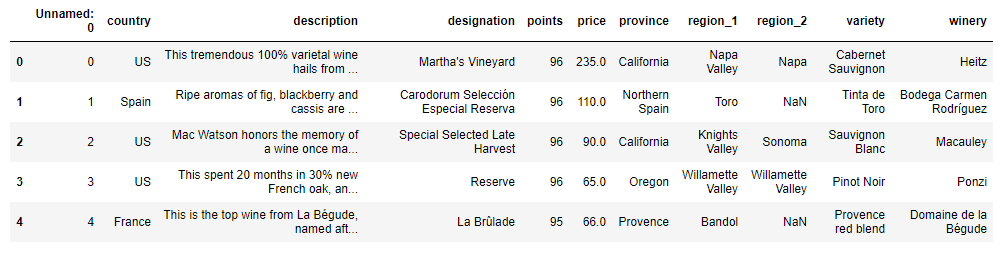 Unnamed: 0 country description designation points price province region_1 region_2 variety winery
0 0 US This tremendous 100% varietal wine hails from ... Martha's Vineyard 96 235.0 California Napa Valley Napa Cabernet Sauvignon Heitz
1 1 Spain Ripe aromas of fig, blackberry and cassis are ... Carodorum Selección Especial Reserva 96 110.0 Northern Spain Toro NaN Tinta de Toro Bodega Carmen Rodríguez
2 2 US Mac Watson honors the memory of a wine once ma... Special Selected Late Harvest 96 90.0 California Knights Valley Sonoma Sauvignon Blanc Macauley
3 3 US This spent 20 months in 30% new French oak, an... Reserve 96 65.0 Oregon Willamette Valley Willamette Valley Pinot Noir Ponzi
4 4 France This is the top wine from La Bégude, named aft... La Brûlade 95 66.0 Provence Bandol NaN Provence red blend Domaine de la Bégude